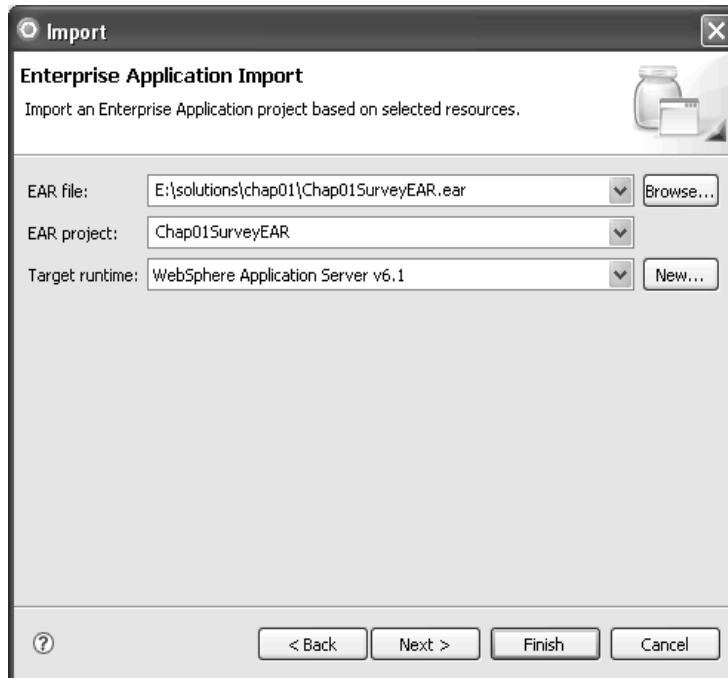 Import
Enterprise Application Import
Import an Enterprise Application project based on selected resources.
EAR file: E:\solutions\chap01\Chap01SurveyEAR.ear Browse...
EAR project: Chap01SurveyEAR
Target runtime: WebSphere Application Server v6.1 New...
? < Back Next > Finish Cancel